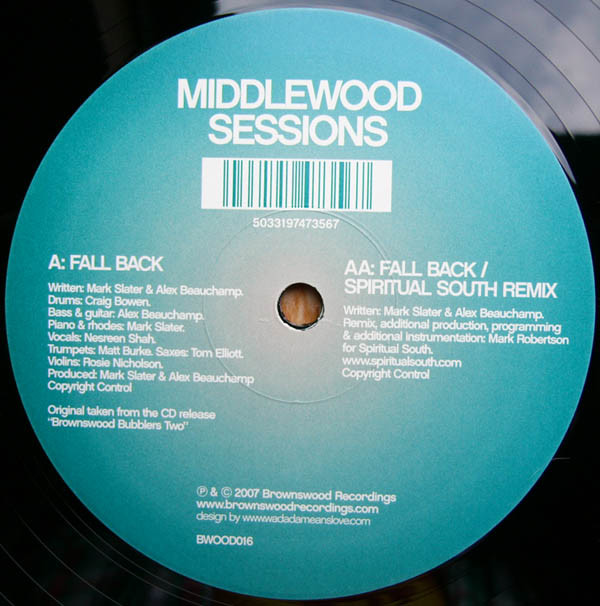 MIDDLEWOOD
SESSIONS
5033197473567
A: FALL BACK
Written: Mark Slater & Alex Beauchamp.
Drums: Craig Bowen.
Bass & guitar: Alex Beauchamp.
Piano & rhodes: Mark Slater.
Vocals: Nesreen Shah.
Trumpets: Matt Burke. Saxes: Tom Elliott.
Violins: Rosie Nicholson.
Produced: Mark Slater & Alex Beauchamp
Copyright Control
Original taken from the CD release
"Brownswood Bubblers Two"
AA: FALL BACK /
SPIRITUAL SOUTH REMIX
Written: Mark Slater & Alex Beauchamp.
Remix, additional production, programming
& additional Instrumentation: Mark Robertson
for Spiritual South.
www.spiritualsouth.com
Copyright Control
℗ & © 2007 Brownswood Recordings
www.brownswoodrecordings.com
design by www.adadameanslove.com
BWOOD016